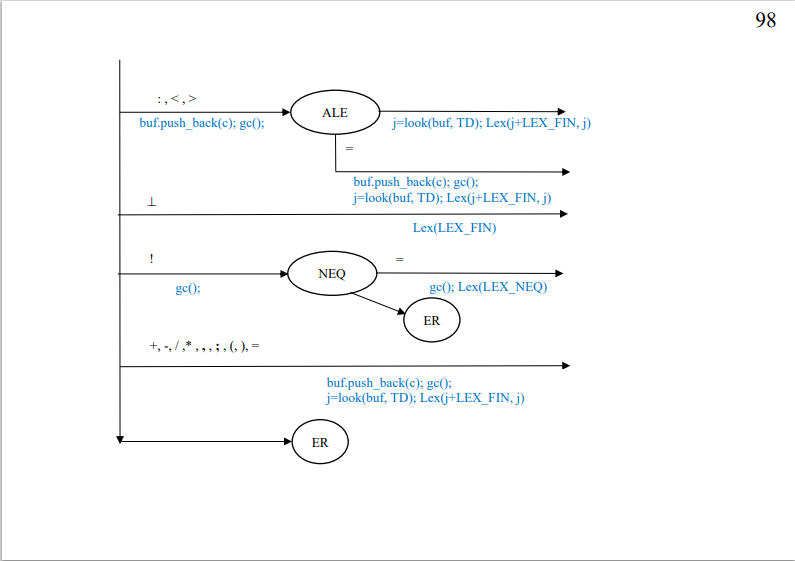 98
: , < , >
ALE
buf.push_back(c); gc();
j=look(buf, TD); Lex(j+LEX_FIN, j)
=
buf.push_back(c); gc();
j=look(buf, TD); Lex(j+LEX_FIN, j)
⊥
Lex(LEX_FIN)
!
NEQ
=
gc();
gc(); Lex(LEX_NEQ)
ER
+, -, / ,* , , , ; , (, ), =
buf.push_back(c); gc();
j=look(buf, TD); Lex(j+LEX_FIN, j)
ER